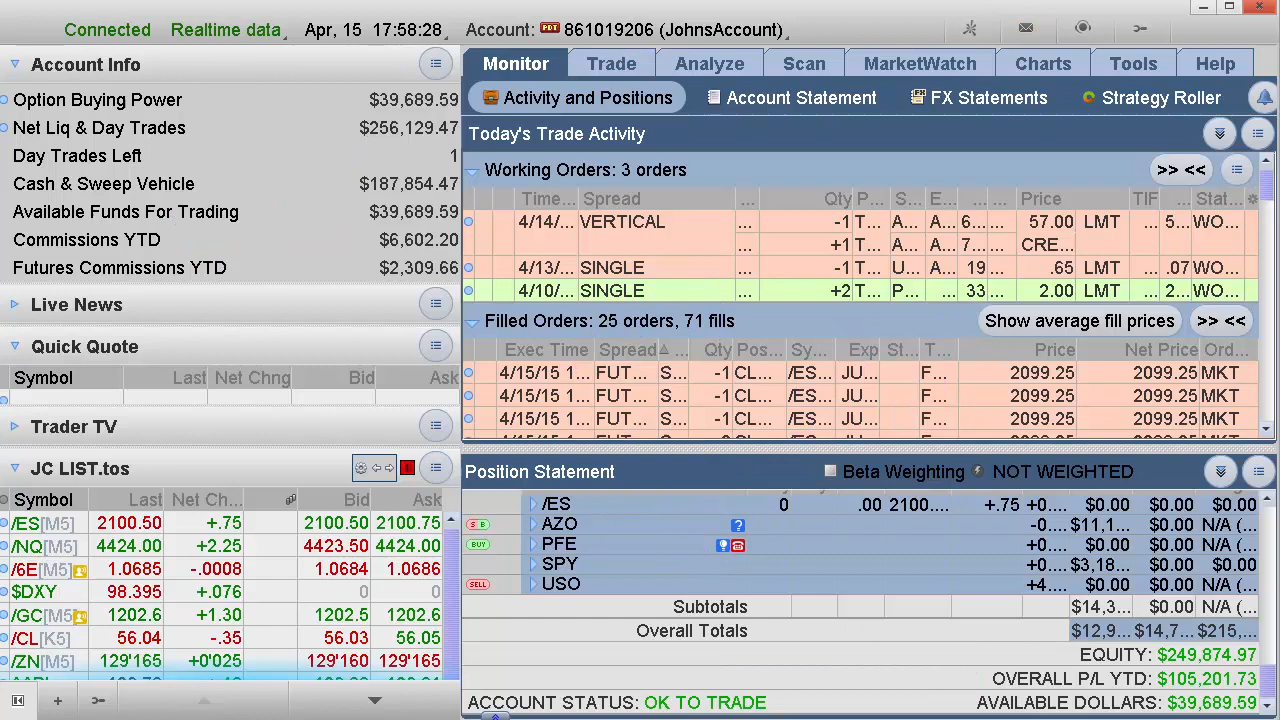 Connected Realtime data Apr, 15 17:58:28 Account: PDT 861019206 (JohnsAccount)
Account Info
Option Buying Power $39,689.59
Net Liq & Day Trades $256,129.47
Day Trades Left 1
Cash & Sweep Vehicle $187,854.47
Available Funds For Trading $39,689.59
Commissions YTD $6,602.20
Futures Commissions YTD $2,309.66
Live News
Quick Quote
Symbol Last Net Chng Bid Ask
Trader TV
JC LIST.tos
Symbol Last Net Ch... Bid Ask
/ES[M5] 2100.50 +.75 2100.50 2100.75
/NQ[M5] 4424.00 +2.25 4423.50 4424.00
/6E[M5] 1.0685 -.0008 1.0684 1.0686
$DXY 98.395 +.076 0 0
/GC[M5] 1202.6 +1.30 1202.5 1202.6
/CL[K5] 56.04 -.35 56.03 56.05
/ZN[M5] 129'165 -0'025 129'160 129'165
Monitor Trade Analyze Scan MarketWatch Charts Tools Help
Activity and Positions Account Statement FX Statements Strategy Roller
Today's Trade Activity
Working Orders: 3 orders >> <<
Time... Spread ... Qty P... S... E... ... ... Price TIF ... Stat...
4/14/... VERTICAL ... -1 T... A... A... 6... ... 57.00 LMT ... 5... WO...
... +1 T... A... A... 7... ... CRE...
4/13/... SINGLE ... -1 T... U... A... 19 ... .65 LMT ... .07 WO...
4/10/... SINGLE ... +2 T... P... ... 33 ... 2.00 LMT ... 2... WO...
Filled Orders: 25 orders, 71 fills Show average fill prices >> <<
Exec Time Spread ... Qty Pos... Sy... Exp St... T... Price Net Price Ord...
4/15/15 1... FUT... S... -1 CL... /ES... JU... F... 2099.25 2099.25 MKT
4/15/15 1... FUT... S... -1 CL... /ES... JU... F... 2099.25 2099.25 MKT
4/15/15 1... FUT... S... -1 CL... /ES... JU... F... 2099.25 2099.25 MKT
Position Statement Beta Weighting NOT WEIGHTED
/ES 0 .00 2100.... +.75 +0... $0.00 $0.00 $0.00
S B AZO ? -0... $11,1... $0.00 N/A (...
BUY PFE +0... $0.00 $0.00 N/A (...
SPY +0... $3,18... $0.00 $0.00
SELL USO +4... $0.00 $0.00 N/A (...
Subtotals $14,3... $0.00 N/A (...
Overall Totals $12,9... $215,...
EQUITY: $249,874.97
OVERALL P/L YTD: $105,201.73
ACCOUNT STATUS: OK TO TRADE AVAILABLE DOLLARS: $39,689.59